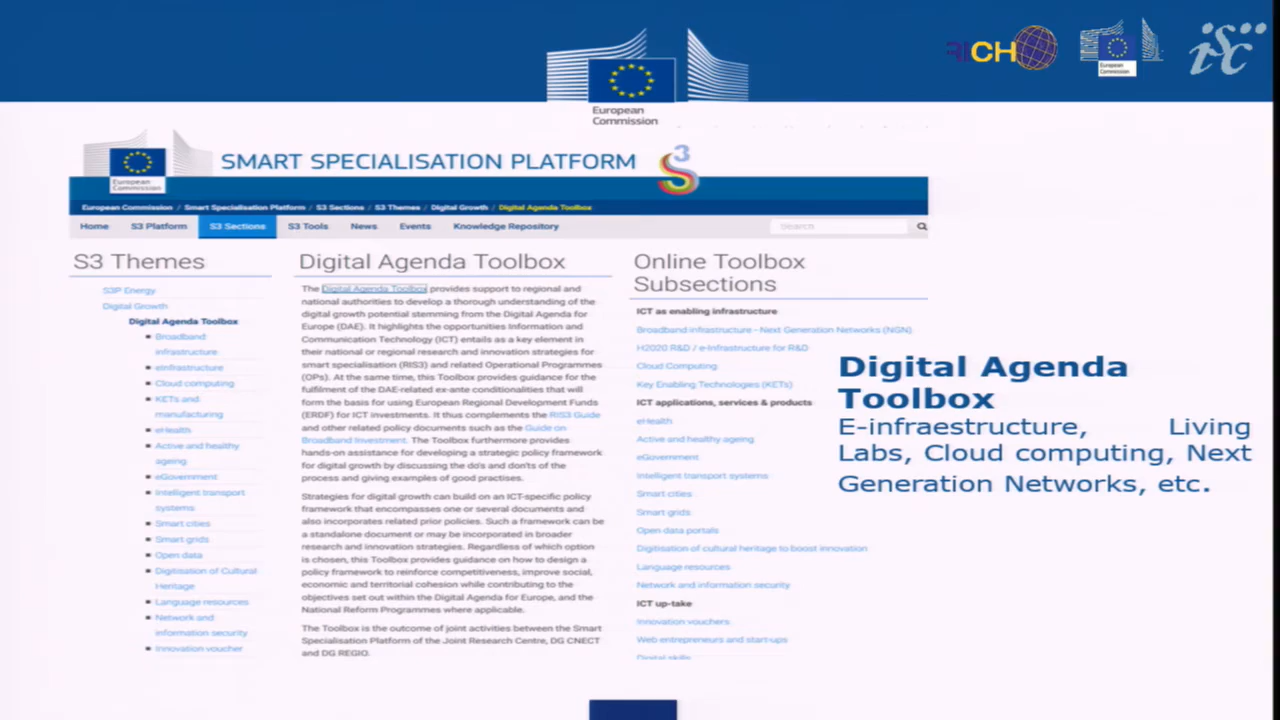 RICH
European
Commission
iSC
European
Commission
European
Commission
SMART SPECIALISATION PLATFORM
S3
European Commission / Smart Specialisation Platform / S3 Sections / S3 Themes / Digital Growth / Digital Agenda Toolbox
Home S3 Platform S3 Sections S3 Tools News Events Knowledge Repository Search
S3 Themes
S3P Energy
Digital Growth
Digital Agenda Toolbox
Broadband
infrastructure
eInfrastructure
Cloud computing
KETs and
manufacturing
eHealth
Active and healthy
ageing
eGovernment
Intelligent transport
systems
Smart cities
Smart grids
Open data
Digitisation of Cultural
Heritage
Language resources
Network and
information security
Innovation voucher
Digital Agenda Toolbox
The Digital Agenda Toolbox provides support to regional and
national authorities to develop a thorough understanding of the
digital growth potential stemming from the Digital Agenda for
Europe (DAE). It highlights the opportunities Information and
Communication Technology (ICT) entails as a key element in
their national or regional research and innovation strategies for
smart specialisation (RIS3) and related Operational Programmes
(OPs). At the same time, this Toolbox provides guidance for the
fulfilment of the DAE-related ex-ante conditionalities that will
form the basis for using European Regional Development Funds
(ERDF) for ICT investments. It thus complements the RIS3 Guide
and other related policy documents such as the Guide on
Broadband Investment. The Toolbox furthermore provides
hands-on assistance for developing a strategic policy framework
for digital growth by discussing the do's and don'ts of the
process and giving examples of good practises.
Strategies for digital growth can build on an ICT-specific policy
framework that encompasses one or several documents and
also incorporates related prior policies. Such a framework can be
a standalone document or may be incorporated in broader
research and innovation strategies. Regardless of which option
is chosen, this Toolbox provides guidance on how to design a
policy framework to reinforce competitiveness, improve social,
economic and territorial cohesion while contributing to the
objectives set out within the Digital Agenda for Europe, and the
National Reform Programmes where applicable.
The Toolbox is the outcome of joint activities between the Smart
Specialisation Platform of the Joint Research Centre, DG CNECT
and DG REGIO.
Online Toolbox
Subsections
ICT as enabling infrastructure
Broadband infrastructure - Next Generation Networks (NGN)
H2020 R&D / e-Infrastructure for R&D
Cloud Computing
Key Enabling Technologies (KETs)
ICT applications, services & products
eHealth
Active and healthy ageing
eGovernment
Intelligent transport systems
Smart cities
Smart grids
Open data portals
Digitisation of cultural heritage to boost innovation
Language resources
Network and information security
ICT up-take
Innovation vouchers
Web entrepreneurs and start-ups
Digital skills
Digital Agenda
Toolbox
E-infraestructure, Living
Labs, Cloud computing, Next
Generation Networks, etc.